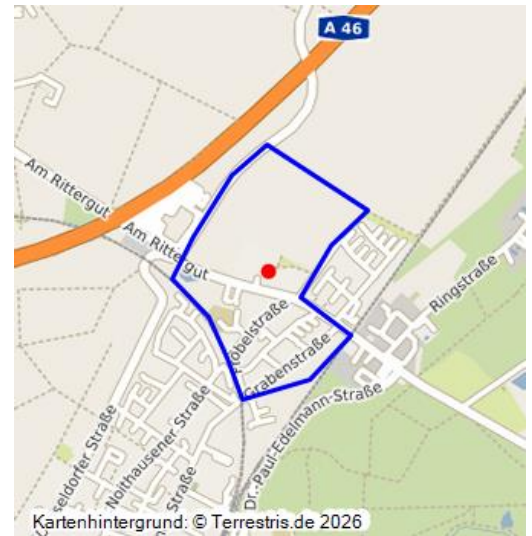 A 46
Am Rittergut
Am Rittergut
Ringstraße
Fröbelstraße
Grabenstraße
Noithausener Straße
Düsseldorfer Straße
Dr.-Paul-Edelmann-Straße
Kartenhintergrund: © Terrestris.de 2026